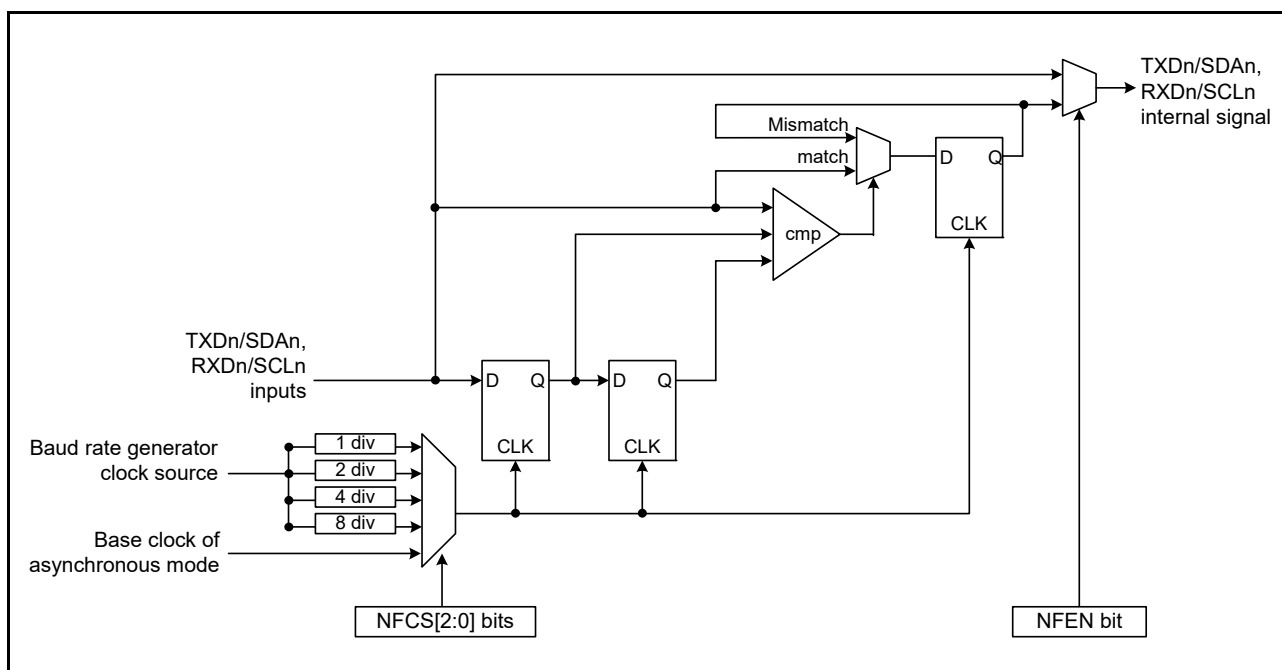 TXDn/SDAn,
RXDn/SCLn
internal signal
Mismatch
match
D Q
CLK
cmp
TXDn/SDAn,
RXDn/SCLn
inputs
D Q
CLK
D Q
CLK
Baud rate generator
clock source
1 div
2 div
4 div
8 div
Base clock of
asynchronous mode
NFCS[2:0] bits
NFEN bit